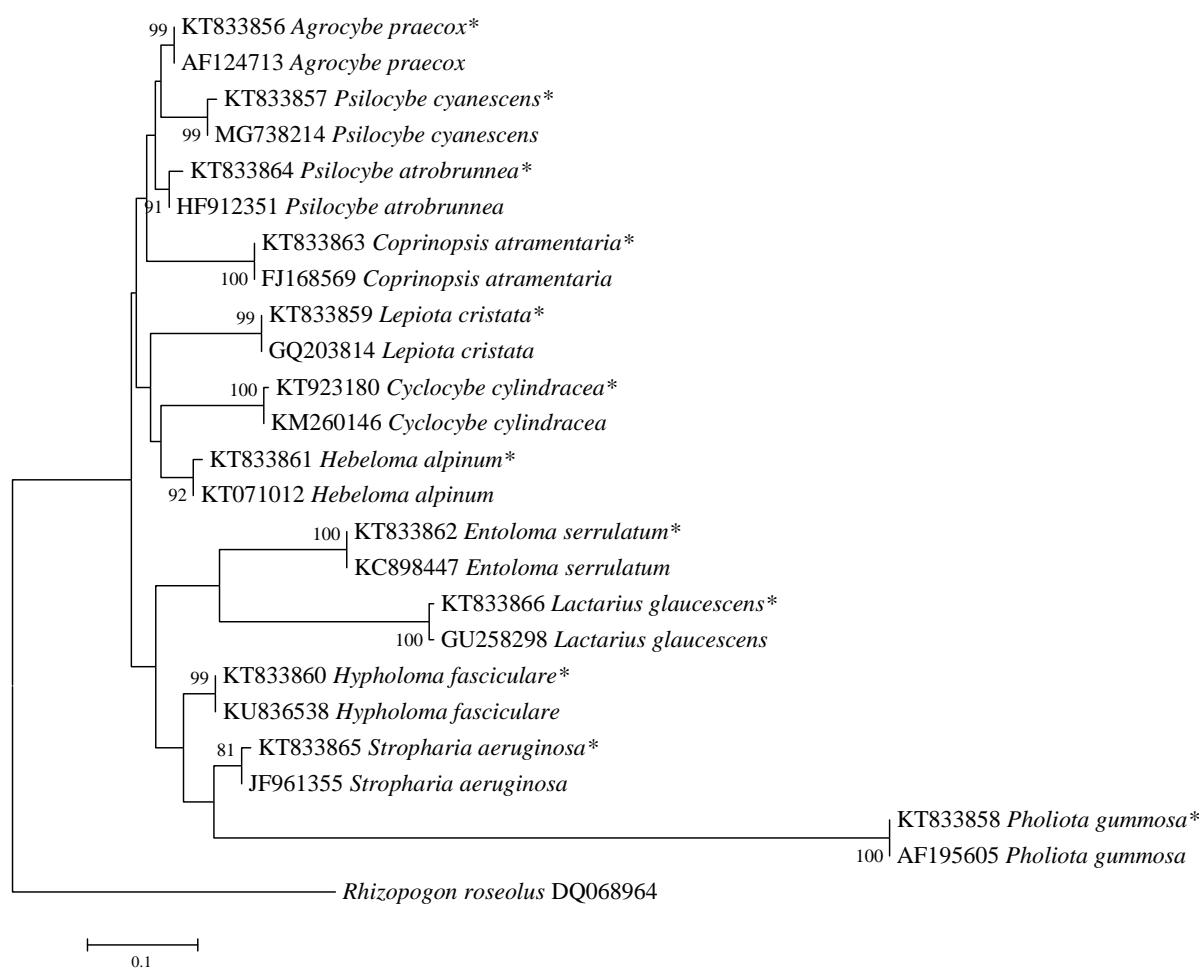 99 KT833856 Agrocybe praecox*
AF124713 Agrocybe praecox
KT833857 Psilocybe cyanescens*
99 MG738214 Psilocybe cyanescens
KT833864 Psilocybe atrobrunnea*
91 HF912351 Psilocybe atrobrunnea
KT833863 Coprinopsis atramentaria*
100 FJ168569 Coprinopsis atramentaria
99 KT833859 Lepiota cristata*
GQ203814 Lepiota cristata
100 KT923180 Cyclocybe cylindracea*
KM260146 Cyclocybe cylindracea
KT833861 Hebeloma alpinum*
92 KT071012 Hebeloma alpinum
100 KT833862 Entoloma serrulatum*
KC898447 Entoloma serrulatum
KT833866 Lactarius glaucescens*
100 GU258298 Lactarius glaucescens
99 KT833860 Hypholoma fasciculare*
KU836538 Hypholoma fasciculare
81 KT833865 Stropharia aeruginosa*
JF961355 Stropharia aeruginosa
KT833858 Pholiota gummosa*
100 AF195605 Pholiota gummosa
Rhizopogon roseolus DQ068964
0.1